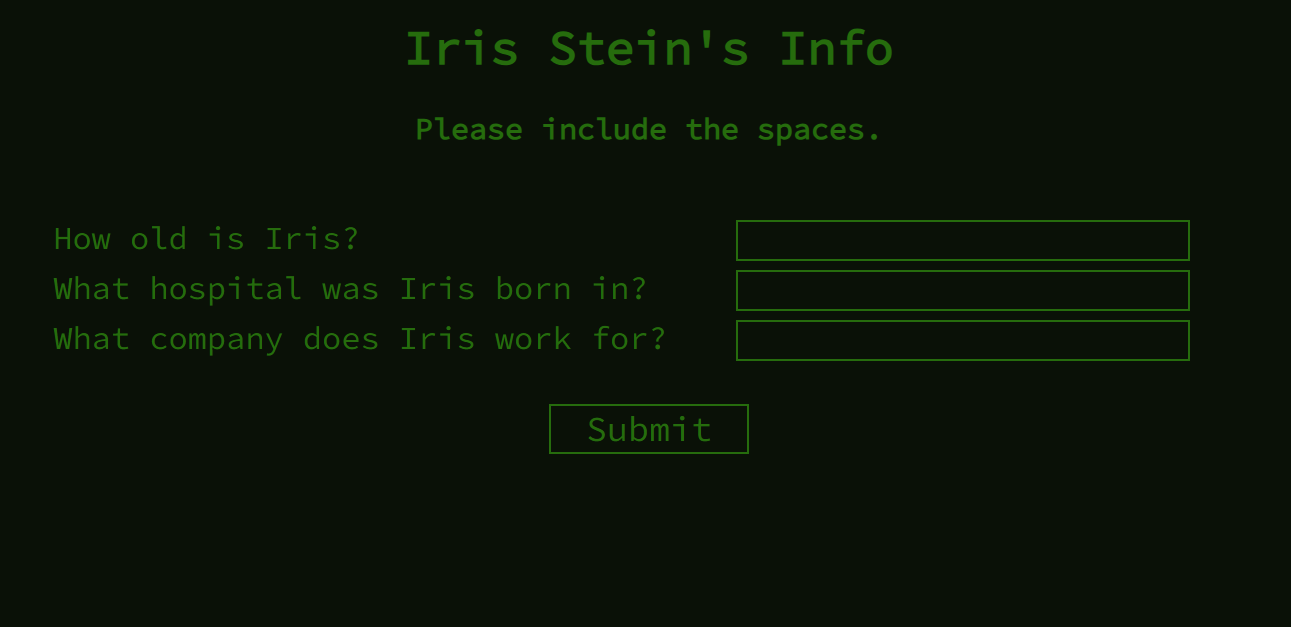 Iris Stein's Info
Please include the spaces.
How old is Iris?
What hospital was Iris born in?
What company does Iris work for?
Submit